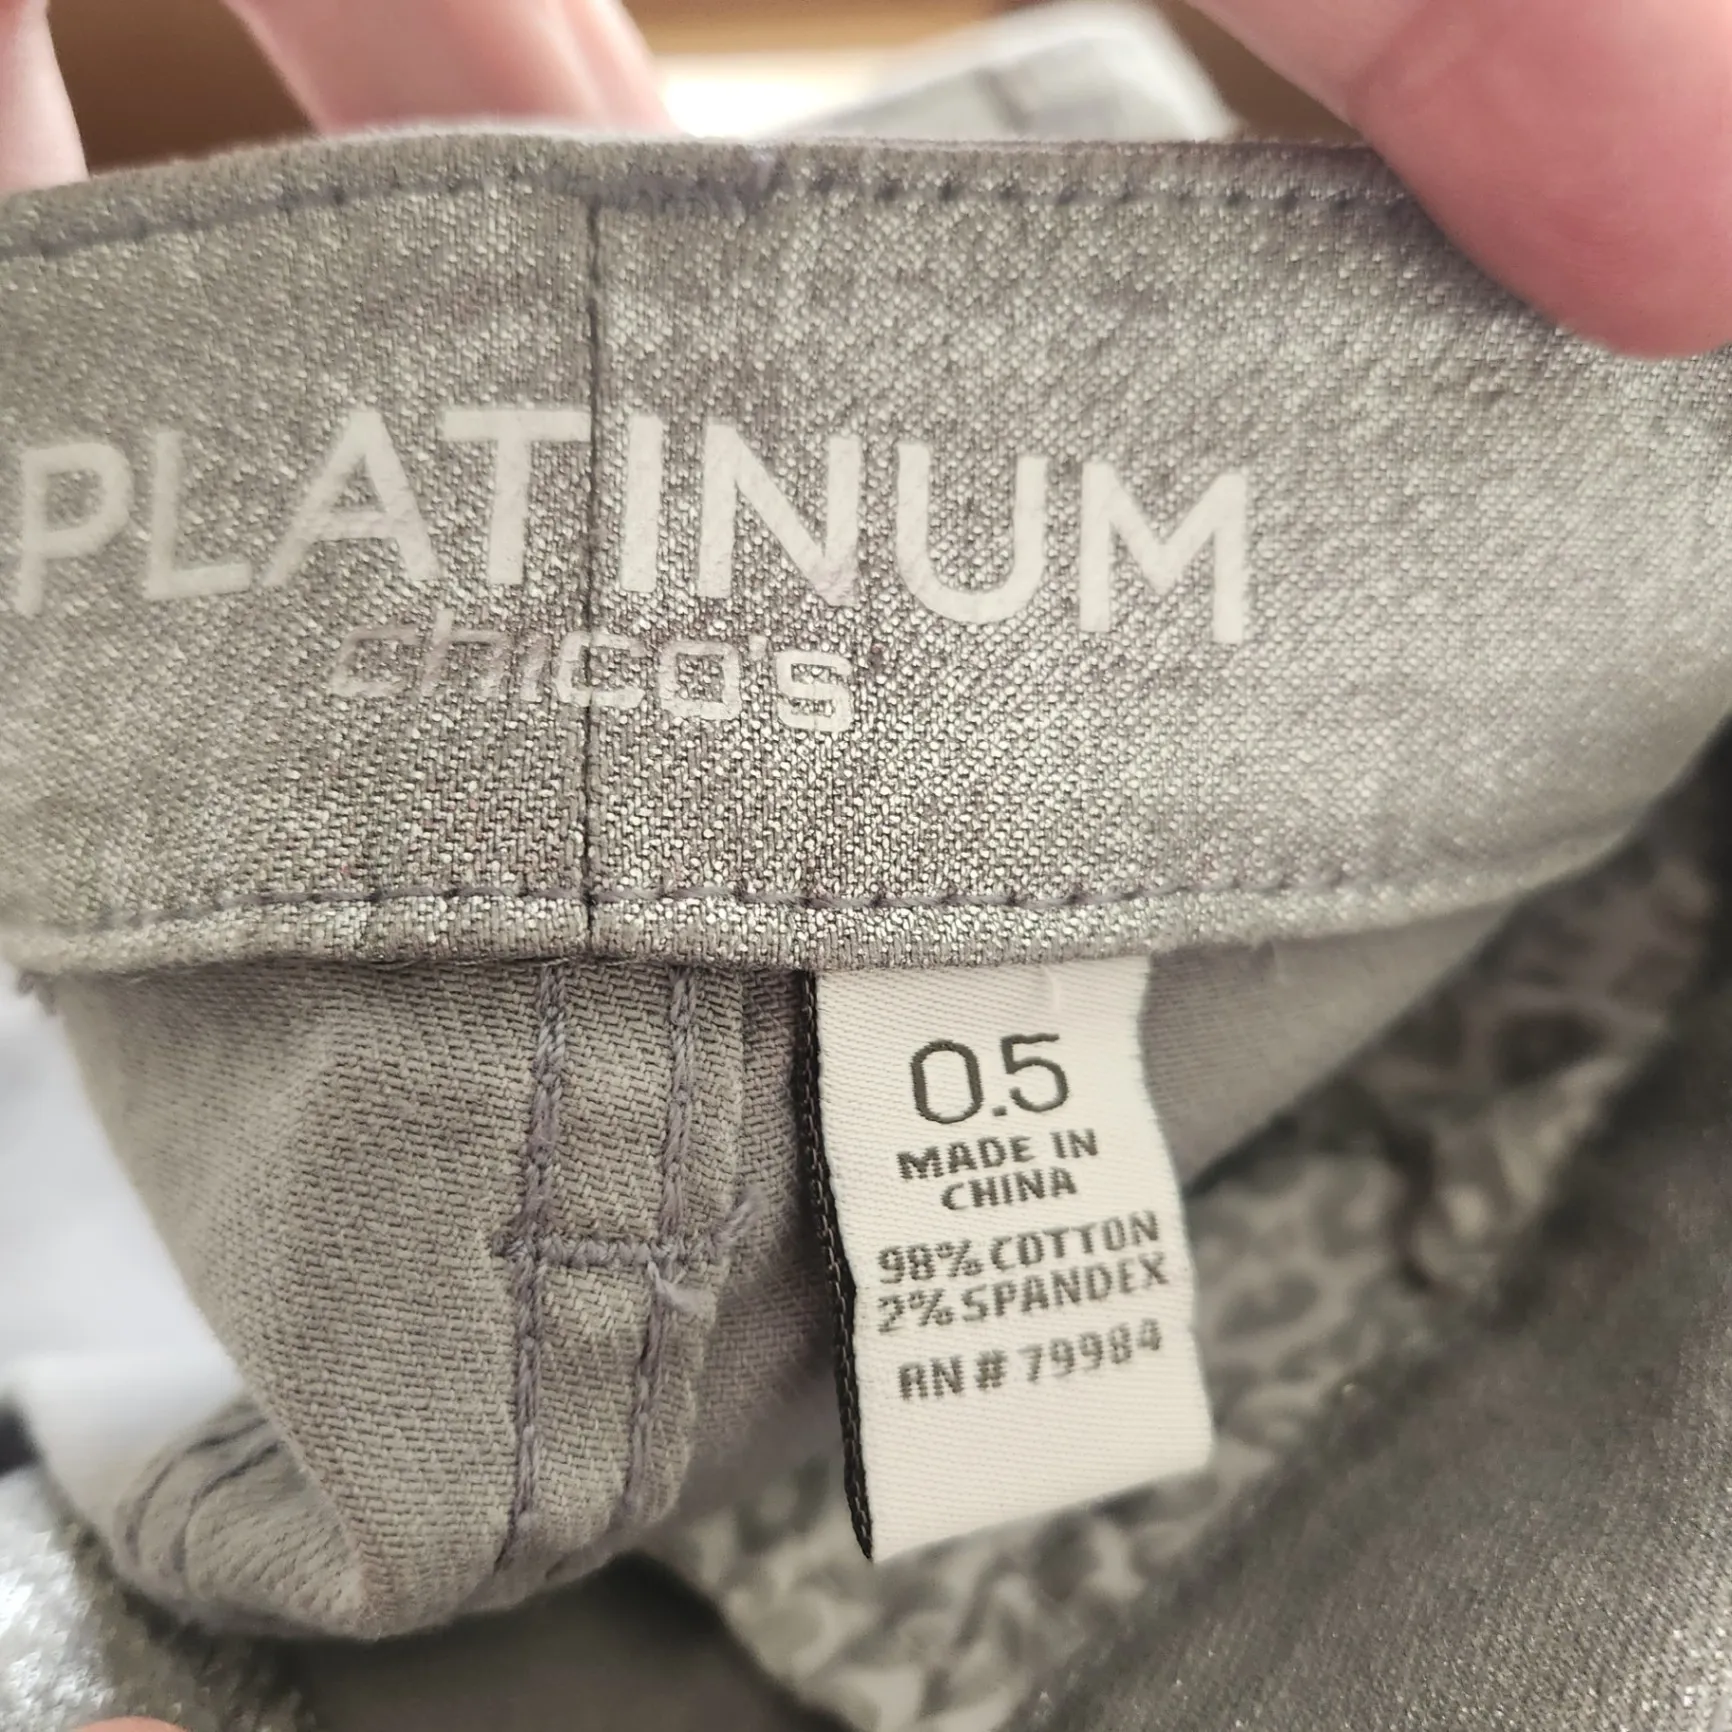 PLATINUM
chico's
0.5
MADE IN
CHINA
98% COTTON
2% SPANDEX
RN # 79984